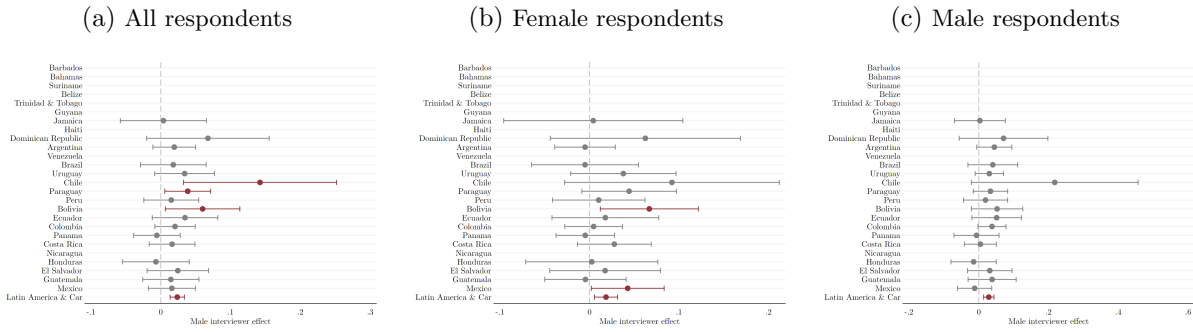 (a) All respondents
Barbados
Bahamas
Suriname
Belize
Trinidad & Tobago
Guyana
Jamaica
Haiti
Dominican Republic
Argentina
Venezuela
Brazil
Uruguay
Chile
Paraguay
Peru
Bolivia
Ecuador
Colombia
Panama
Costa Rica
Nicaragua
Honduras
El Salvador
Guatemala
Mexico
Latin America & Car
-.1 0 .1 .2 .3
Male interviewer effect
(b) Female respondents
Barbados
Bahamas
Suriname
Belize
Trinidad & Tobago
Guyana
Jamaica
Haiti
Dominican Republic
Argentina
Venezuela
Brazil
Uruguay
Chile
Paraguay
Peru
Bolivia
Ecuador
Colombia
Panama
Costa Rica
Nicaragua
Honduras
El Salvador
Guatemala
Mexico
Latin America & Car
-.1 0 .1 .2
Male interviewer effect
(c) Male respondents
Barbados
Bahamas
Suriname
Belize
Trinidad & Tobago
Guyana
Jamaica
Haiti
Dominican Republic
Argentina
Venezuela
Brazil
Uruguay
Chile
Paraguay
Peru
Bolivia
Ecuador
Colombia
Panama
Costa Rica
Nicaragua
Honduras
El Salvador
Guatemala
Mexico
Latin America & Car
-.2 0 .2 .4 .6
Male interviewer effect